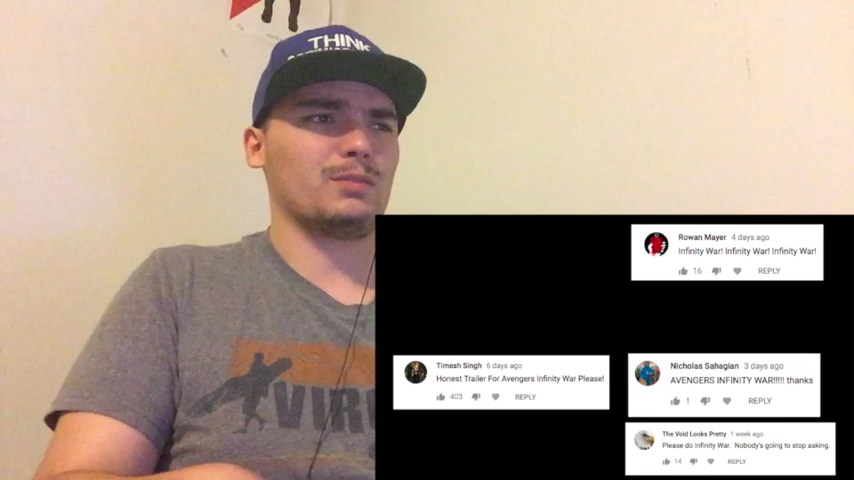 THINK
VIRU
Rowan Mayer 4 days ago
Infinity War! Infinity War! Infinity War!
16 REPLY
Timesh Singh 6 days ago
Honest Trailer For Avengers Infinity War Please!
403 REPLY
Nicholas Sahagian 3 days ago
AVENGERS INFINITY WAR!!!!! thanks
1 REPLY
The Void Looks Pretty 1 week ago
Please do Infinity War. Nobody's going to stop asking.
14 REPLY